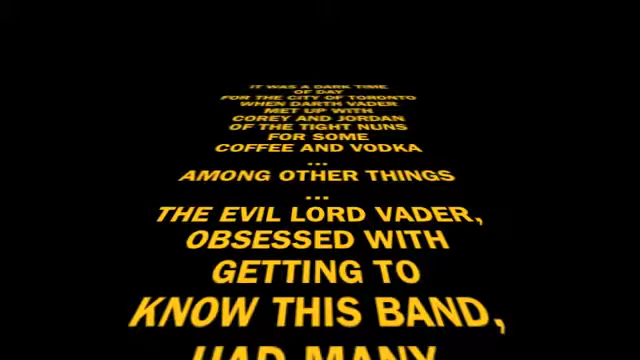 IT WAS A DARK TIME
OF DAY
FOR THE CITY OF TORONTO
WHEN DARTH VADER
MET UP WITH
COREY AND JORDAN
OF THE TIGHT NUNS
FOR SOME
COFFEE AND VODKA
...
AMONG OTHER THINGS
...
THE EVIL LORD VADER,
OBSESSED WITH
GETTING TO
KNOW THIS BAND,
HAD MANY